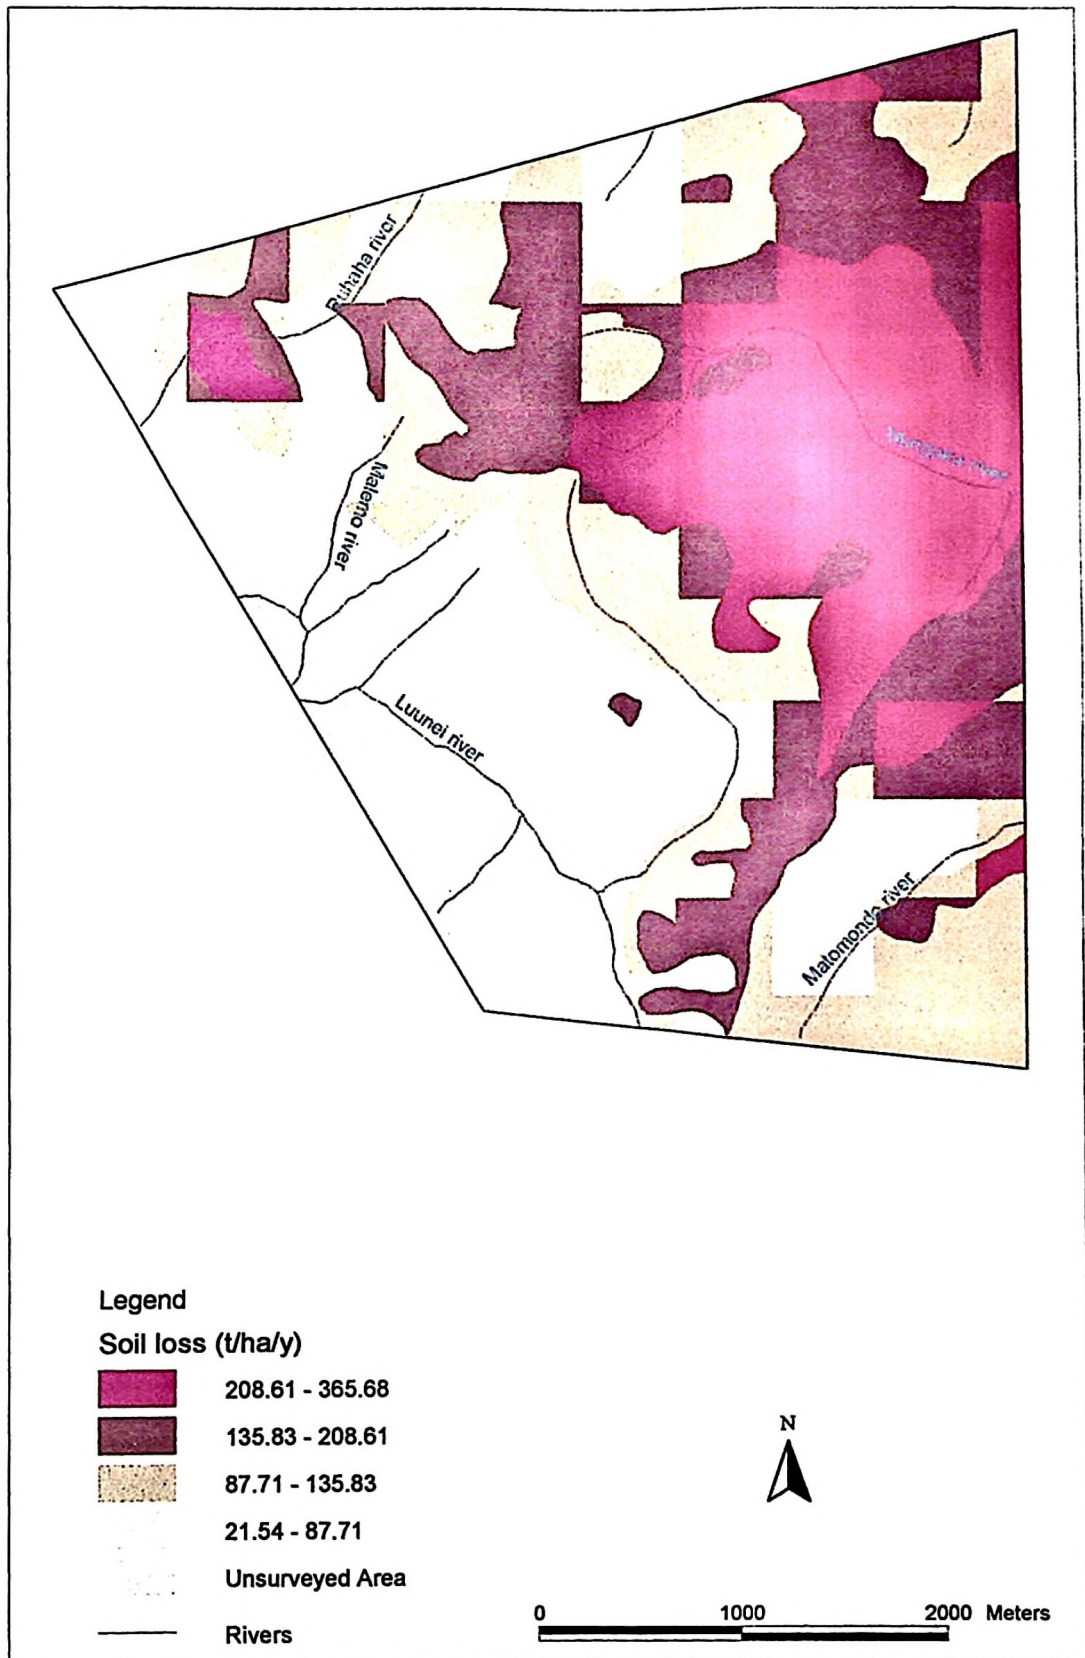 Ruhaha river
river
Malemo river
Luunei river
Matomondo river
Legend
Soil loss (t/ha/y)
208.61 - 365.68
135.83 - 208.61
87.71 - 135.83
21.54 - 87.71
Unsurveyed Area
Rivers
N
0 1000 2000 Meters